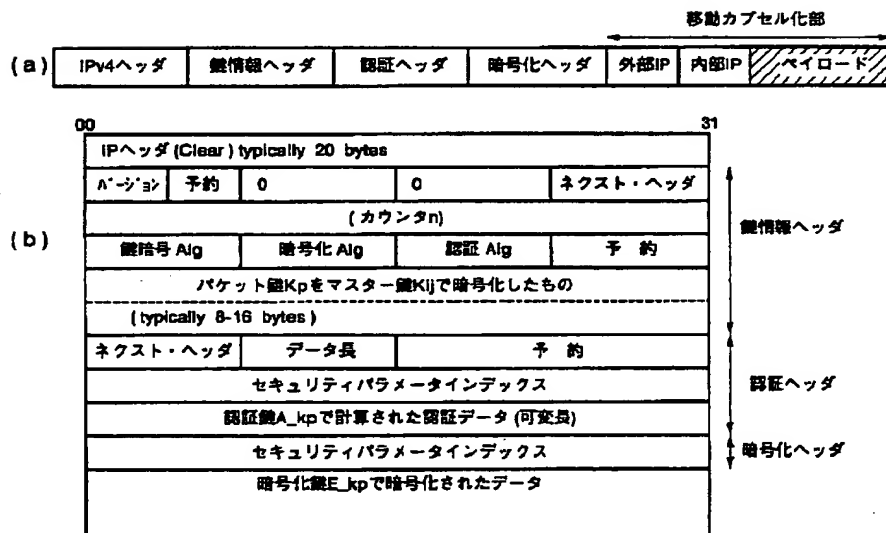 移動カプセル化部
(a) IPv4ヘッダ 鍵情報ヘッダ 認証ヘッダ 暗号化ヘッダ 外部IP 内部IP ペイロード
00 31
IPヘッダ (Clear) typically 20 bytes
バージョン 予約 0 0 ネクスト・ヘッダ
(カウンタn)
鍵情報ヘッダ
(b)
鍵暗号 Alg 暗号化 Alg 認証 Alg 予 約
パケット鍵Kpをマスター鍵Kijで暗号化したもの
(typically 8-16 bytes)
ネクスト・ヘッダ データ長 予 約
セキュリティパラメータインデックス
認証ヘッダ
認証鍵A_kpで計算された認証データ (可変長)
セキュリティパラメータインデックス
暗号化ヘッダ
暗号化鍵E_kpで暗号化されたデータ